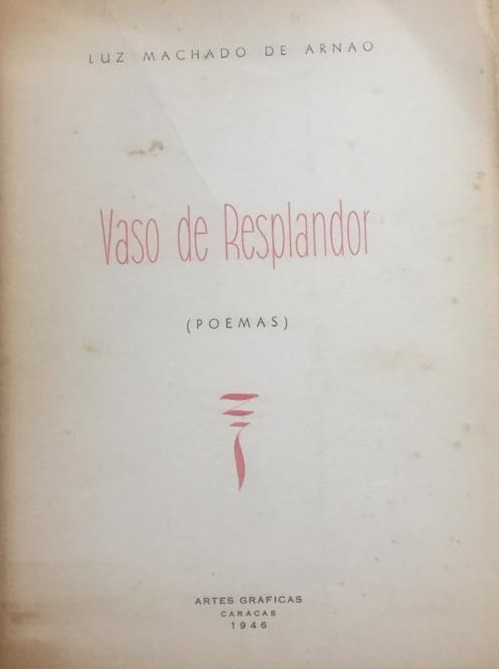 LUZ MACHADO DE ARNAO
Vaso de Resplandor
(POEMAS)
ARTES GRAFICAS
CARACAS
1946